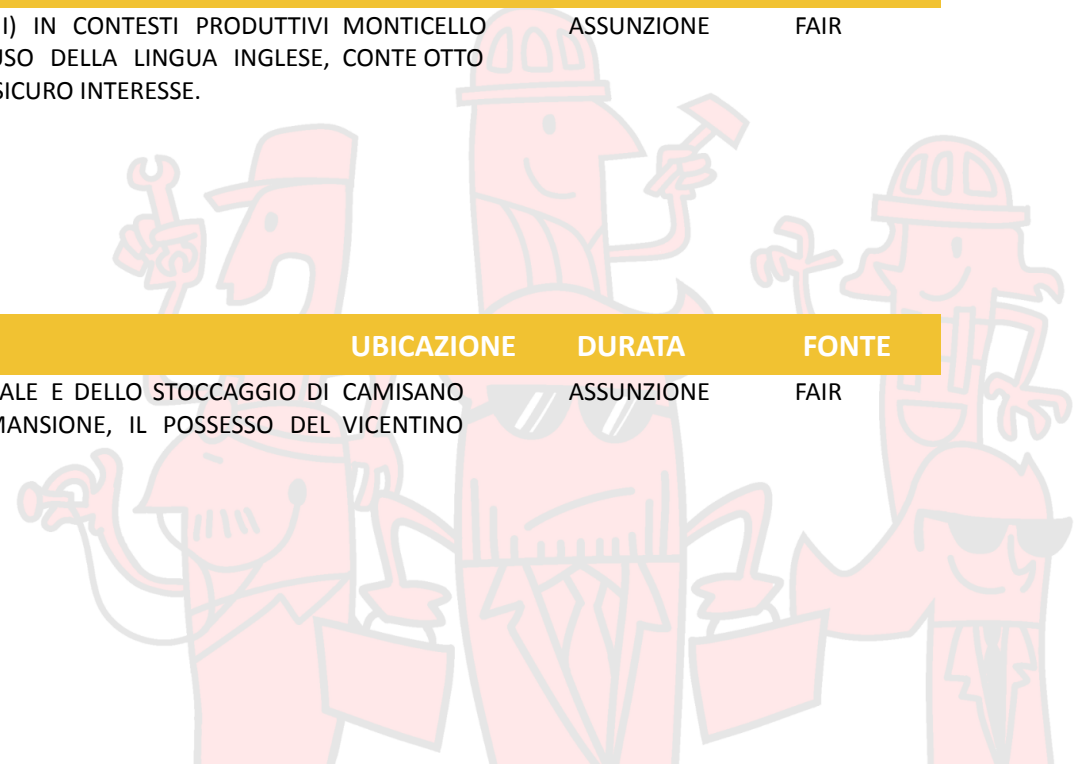 I) IN CONTESTI PRODUTTIVI MONTICELLO ASSUNZIONE FAIR
USO DELLA LINGUA INGLESE, CONTE OTTO
SICURO INTERESSE.
UBICAZIONE DURATA FONTE
ALE E DELLO STOCCAGGIO DI CAMISANO ASSUNZIONE FAIR
MANSIONE, IL POSSESSO DEL VICENTINO